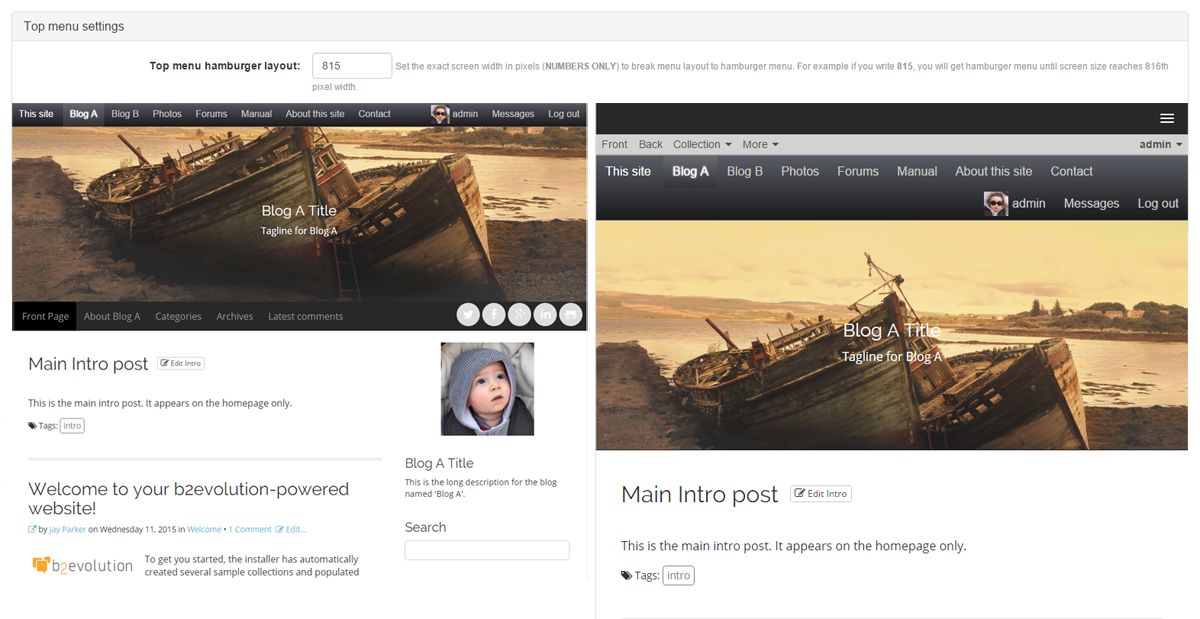 Top menu settings
Top menu hamburger layout: 815 Set the exact screen width in pixels (NUMBERS ONLY) to break menu layout to hamburger menu. For example if you write 815, you will get hamburger menu until screen size reaches 816th
pixel width.
This site Blog A Blog B Photos Forums Manual About this site Contact admin Messages Log out
Blog A Title
Tagline for Blog A
Front Page About Blog A Categories Archives Latest comments
Main Intro post Edit Intro
This is the main intro post. It appears on the homepage only.
Tags: intro
Welcome to your b2evolution-powered
website!
by Jay Parker on Wednesday 11, 2015 in Welcome • 1 Comment Edit...
b2evolution
To get you started, the installer has automatically
created several sample collections and populated
Blog A Title
This is the long description for the blog
named 'Blog A'.
Search
Front Back Collection More admin
This site Blog A Blog B Photos Forums Manual About this site Contact
admin Messages Log out
Blog A Title
Tagline for Blog A
Main Intro post Edit Intro
This is the main intro post. It appears on the homepage only.
Tags: intro